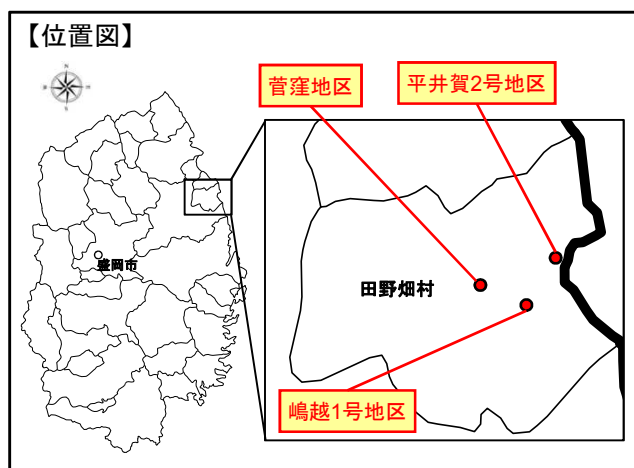 【位置図】
菅窪地区
平井賀2号地区
盛岡市
田野畑村
嶋越1号地区